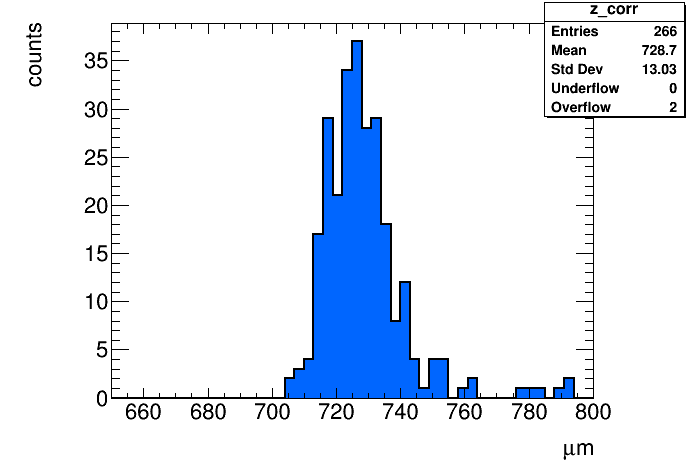 z_corr
Entries 266
Mean 728.7
Std Dev 13.03
Underflow 0
Overflow 2
counts
35
30
25
20
15
10
5
0
660 680 700 720 740 760 780 800
μm